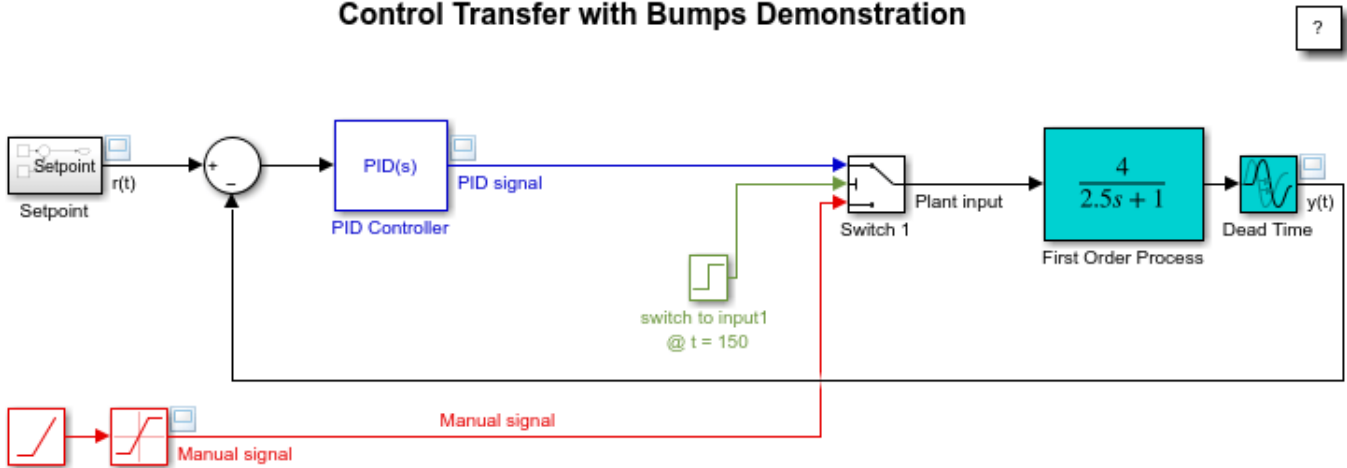 Control Transfer with Bumps Demonstration
?
Setpoint
r(t)
Setpoint
+
−
PID(s)
PID signal
PID Controller
Switch 1
Plant input
4
2.5s + 1
First Order Process
Dead Time
y(t)
switch to input1
@ t = 150
Manual signal
Manual signal